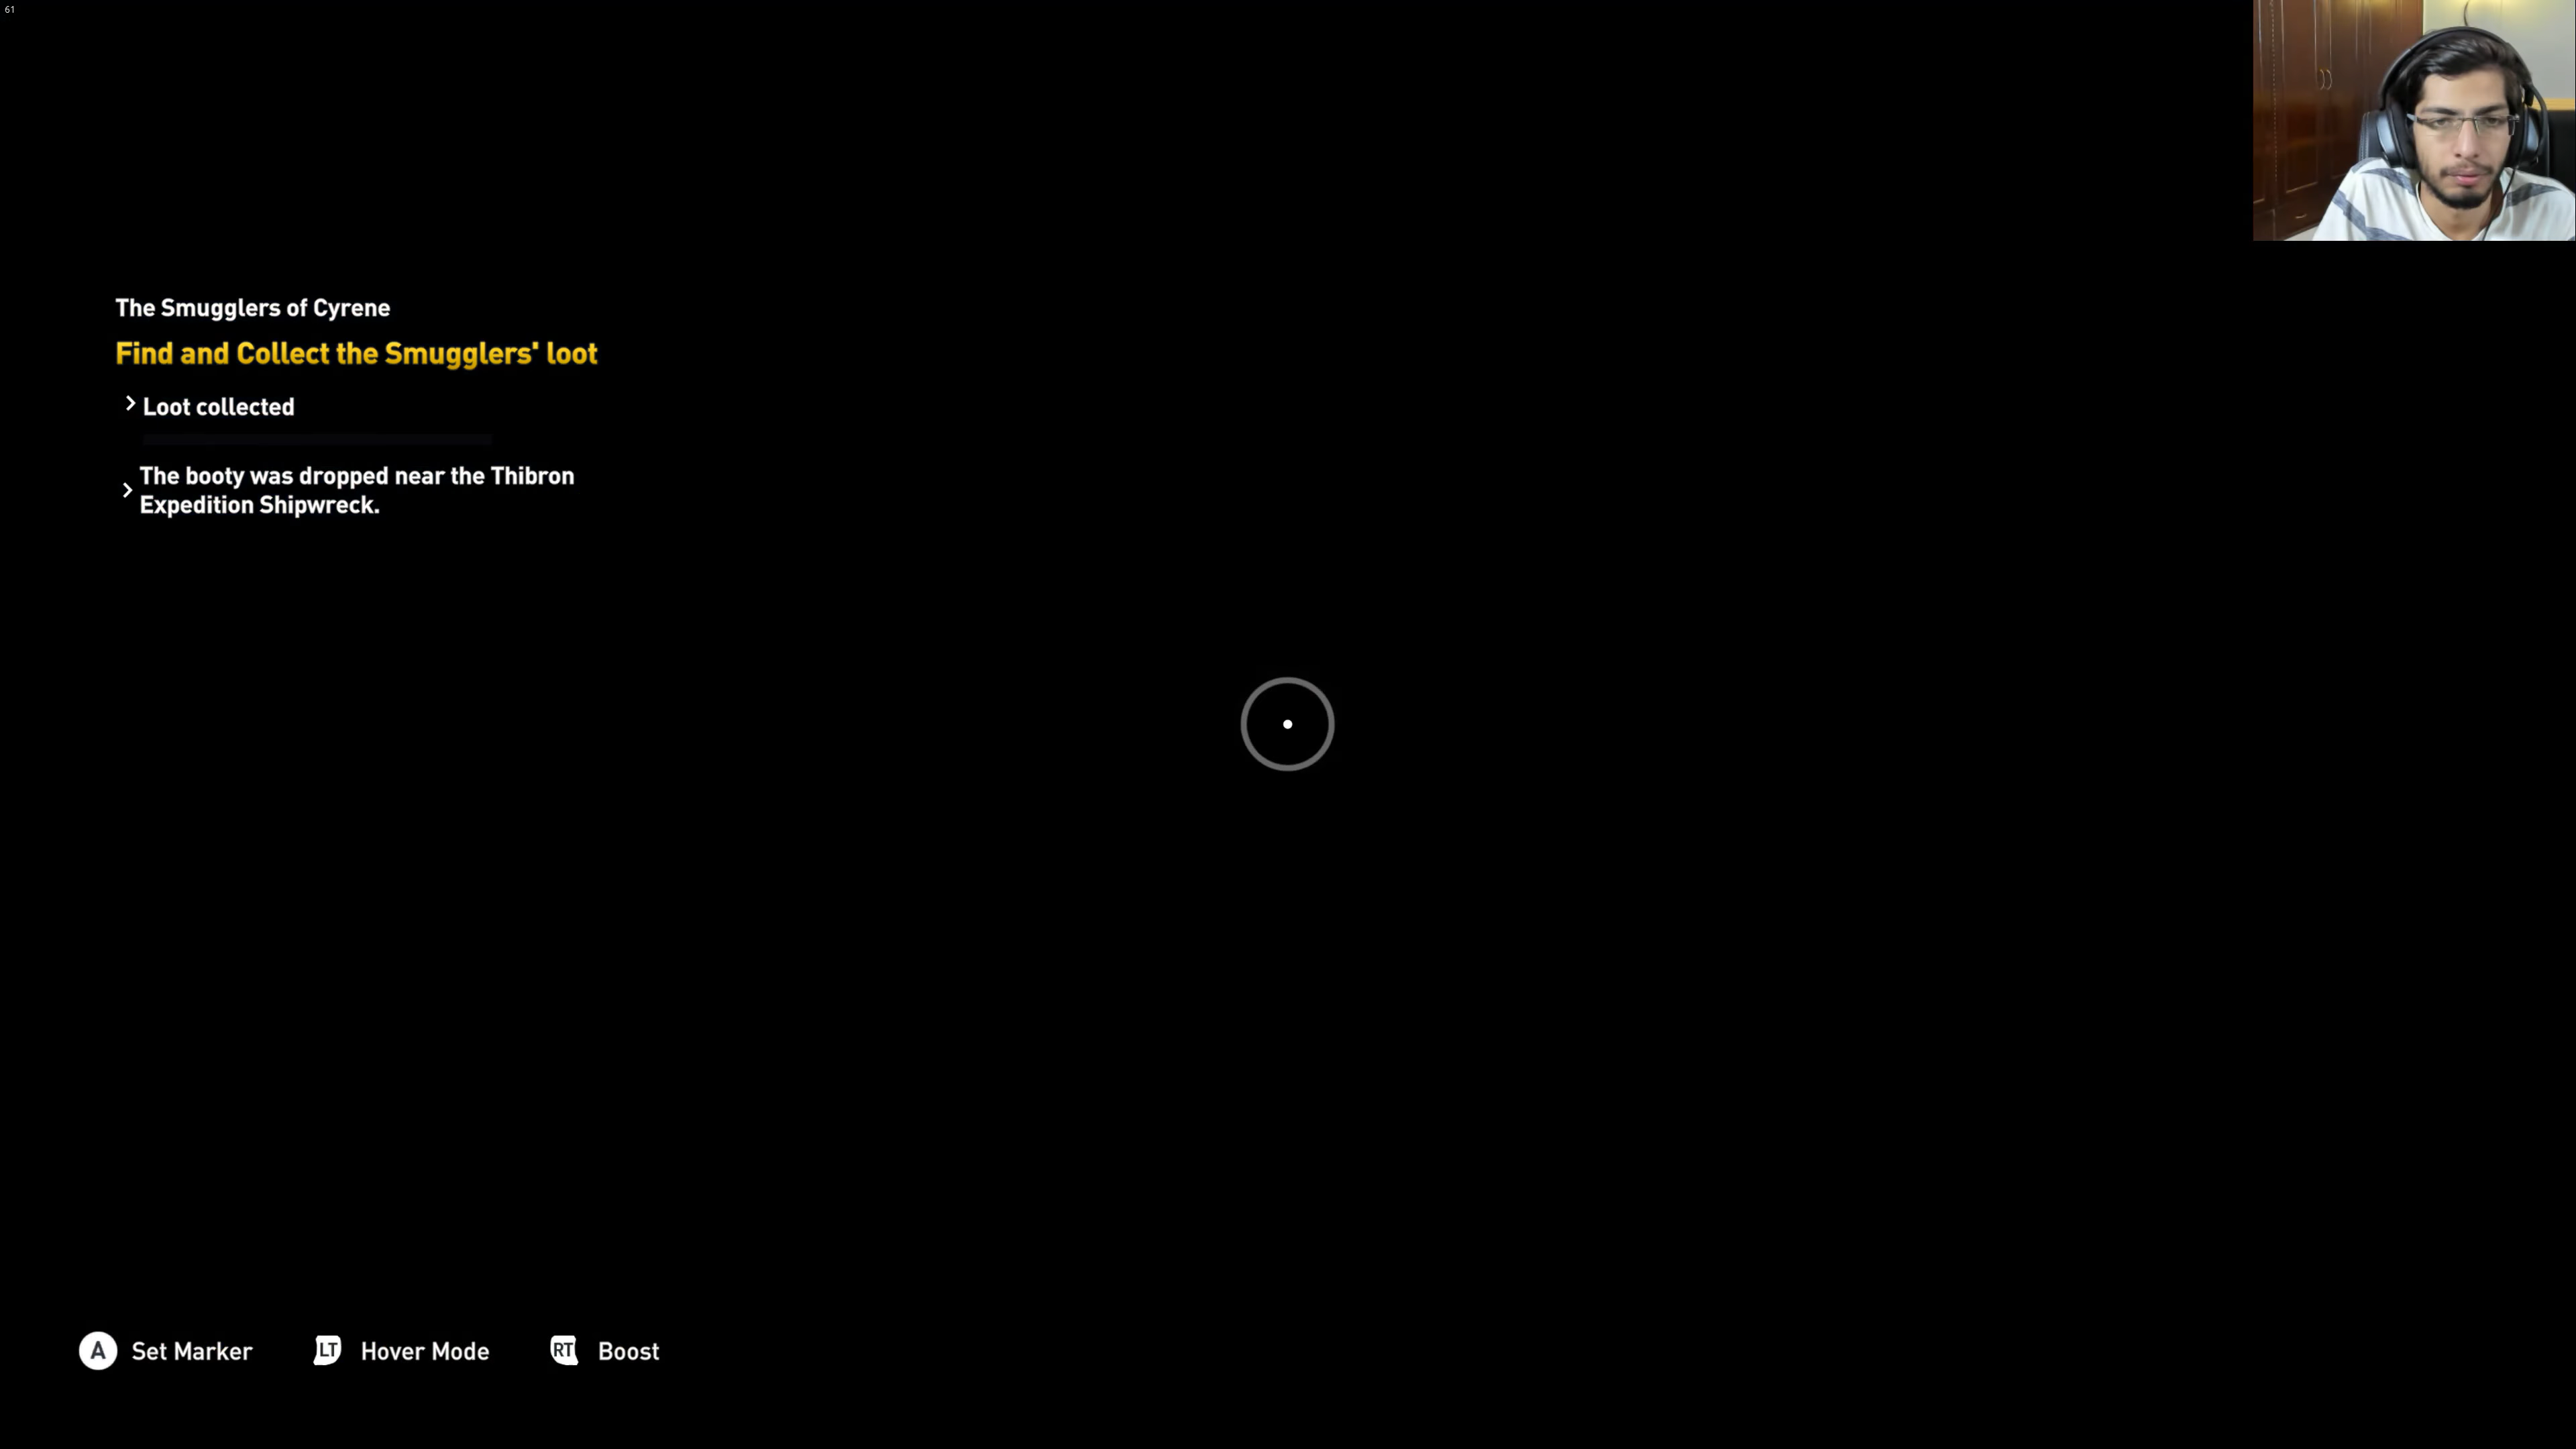 61
The Smugglers of Cyrene
Find and Collect the Smugglers' loot
Loot collected
The booty was dropped near the Thibron
Expedition Shipwreck.
A Set Marker LT Hover Mode RT Boost